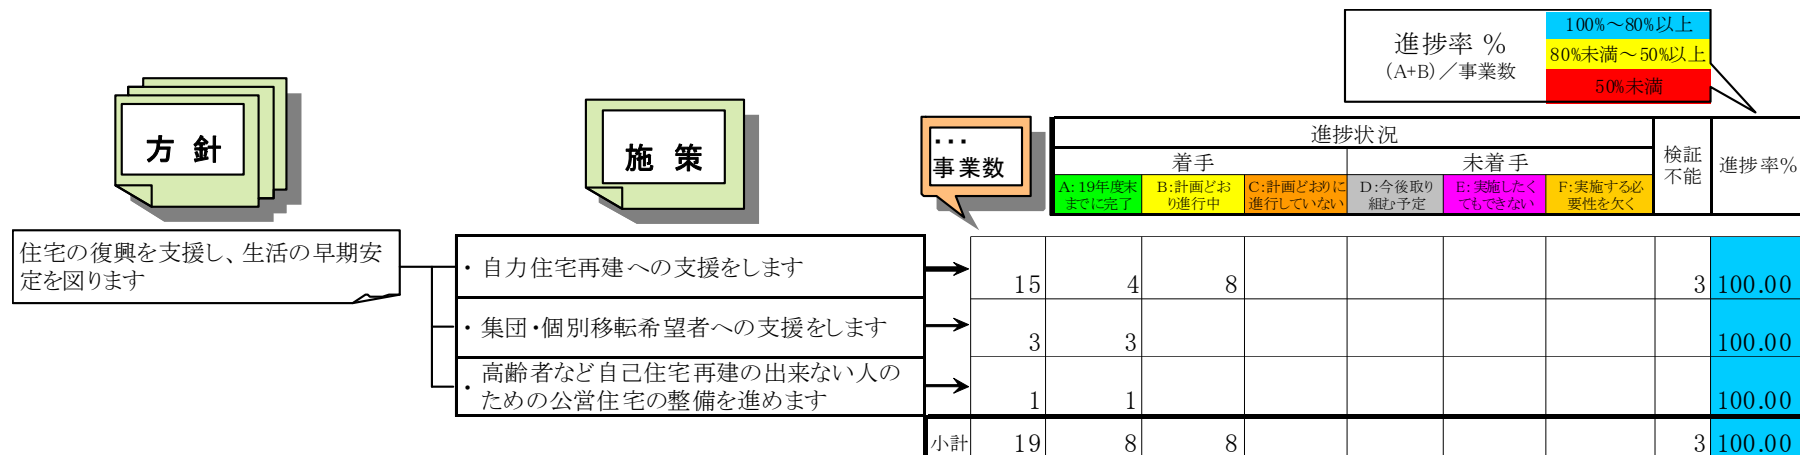 進捗率 %
(A+B)／事業数
100%～80%以上
80%未満～50%以上
50%未満
方 針
施 策
･･･
事業数
進捗状況
着手
未着手
検証
不能
進捗率%
A：19年度末
までに完了
B：計画どお
り進行中
C：計画どおりに
進行していない
D：今後取り
組む予定
E：実施したく
てもできない
F：実施する必
要性を欠く
住宅の復興を支援し、生活の早期安
定を図ります
・ 自力住宅再建への支援をします
15 4 8 3 100.00
・ 集団・個別移転希望者への支援をします
3 3 100.00
・ 高齢者など自己住宅再建の出来ない人の
ための公営住宅の整備を進めます
1 1 100.00
小計 19 8 8 3 100.00